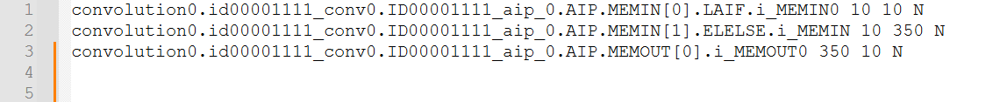 1 convolution0.id00001111_conv0.ID00001111_aip_0.AIP.MEMIN[0].LAIF.i_MEMIN0 10 10 N
2 convolution0.id00001111_conv0.ID00001111_aip_0.AIP.MEMIN[1].ELELSE.i_MEMIN 10 350 N
3 convolution0.id00001111_conv0.ID00001111_aip_0.AIP.MEMOUT[0].i_MEMOUT0 350 10 N
4
5